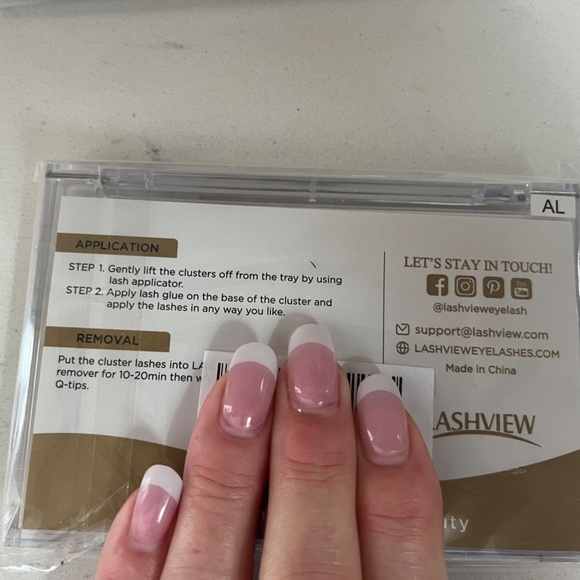 AL
APPLICATION
STEP 1. Gently lift the clusters off from the tray by using
lash applicator.
STEP 2. Apply lash glue on the base of the cluster and
apply the lashes in any way you like.
REMOVAL
Put the cluster lashes into
remover for 10-20min then
Q-tips.
LET'S STAY IN TOUCH!
You
@lashvieweyelash
support@lashview.com
LASHVIEWEYELASHES.COM
Made in China
LASHVIEW